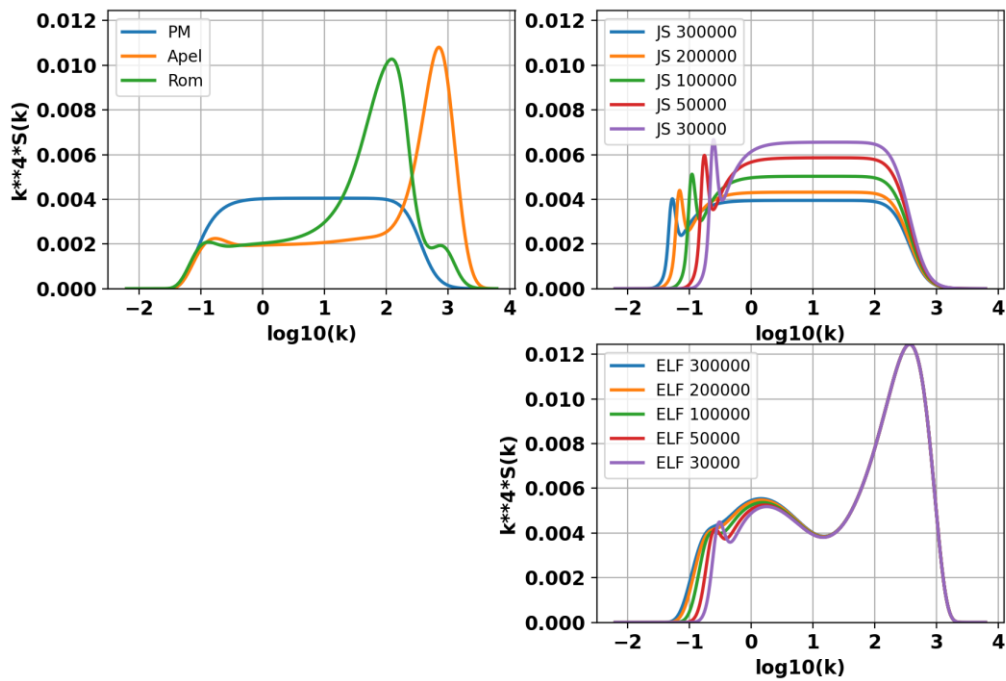 k**4*S(k)
0.012
0.010
0.008
0.006
0.004
0.002
0.000
PM
Apel
Rom
−2 −1 0 1 2 3 4
log10(k)
0.012
0.010
0.008
0.006
0.004
0.002
0.000
JS 300000
JS 200000
JS 100000
JS 50000
JS 30000
−2 −1 0 1 2 3 4
log10(k)
k**4*S(k)
0.012
0.010
0.008
0.006
0.004
0.002
0.000
ELF 300000
ELF 200000
ELF 100000
ELF 50000
ELF 30000
−2 −1 0 1 2 3 4
log10(k)